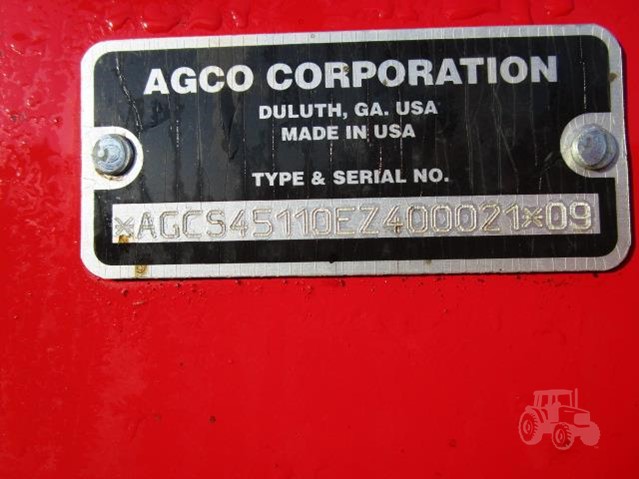 AGCO CORPORATION
DULUTH, GA. USA
MADE IN USA
TYPE & SERIAL NO.
*AGCS45110EZ400021*09